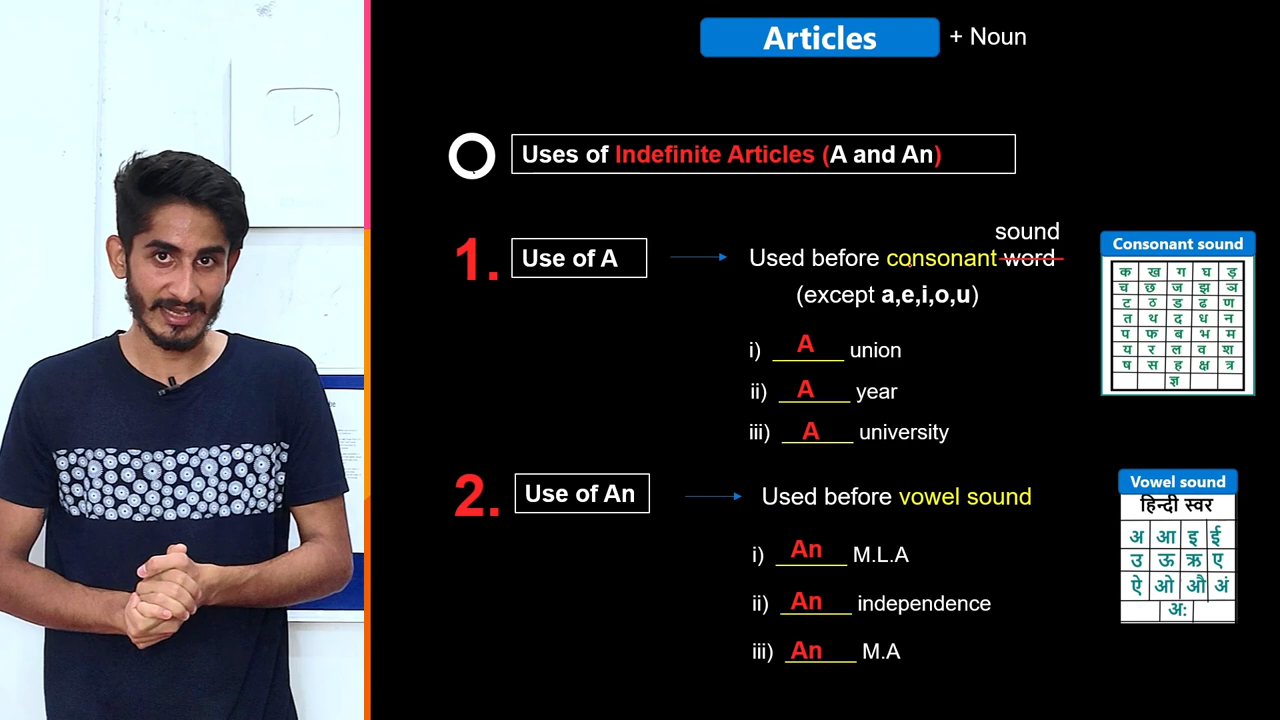 Articles + Noun
Uses of Indefinite Articles (A and An)
1. Use of A
sound
Used before consonant word
(except a,e,i,o,u)
i) A union
ii) A year
iii) A university
Consonant sound
क ख ग घ ड़
च छ ज झ ञ
ट ठ ड ढ ण
त थ द ध न
प फ ब भ म
य र ल व श
ष स ह क्ष त्र
ज्ञ
2. Use of An
Used before vowel sound
i) An M.L.A
ii) An independence
iii) An M.A
Vowel sound
हिन्दी स्वर
अ आ इ ई
उ ऊ ऋ ए
ऐ ओ औ अं
अः